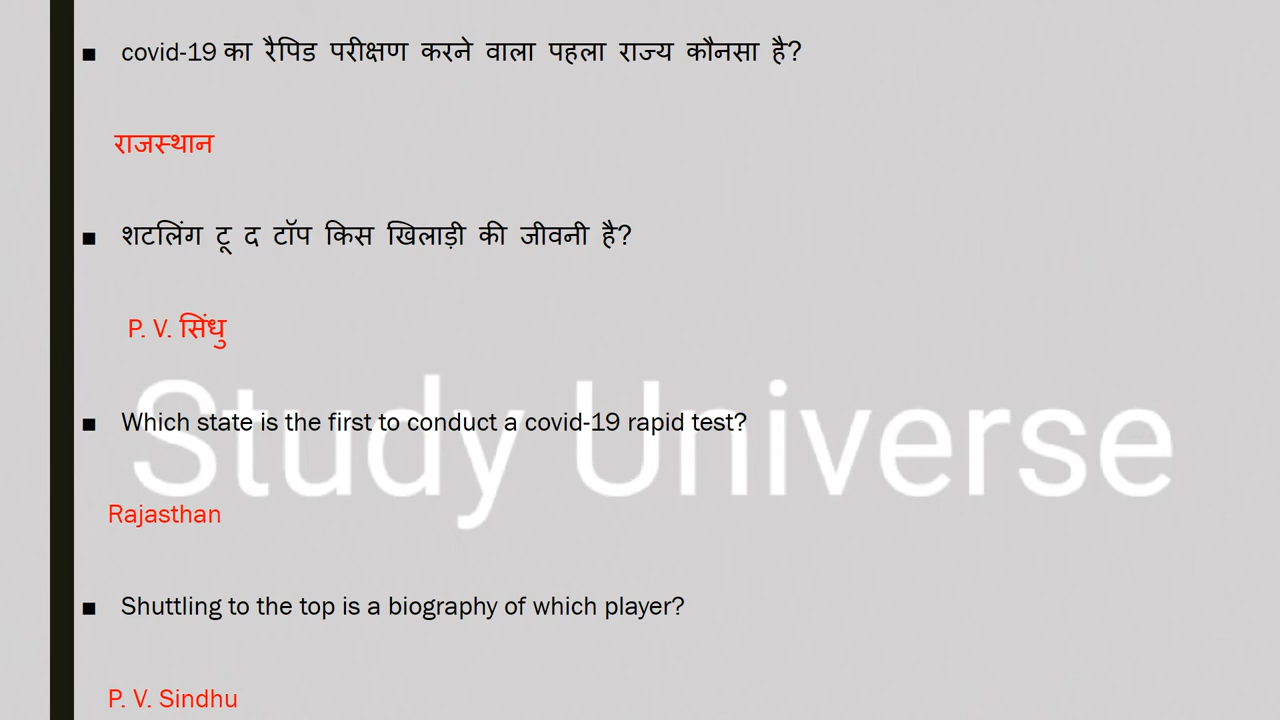 covid-19 का रैपिड परीक्षण करने वाला पहला राज्य कौनसा है?
राजस्थान
शटलिंग टू द टॉप किस खिलाड़ी की जीवनी है?
P. V. सिंधु
Which state is the first to conduct a covid-19 rapid test?
Study Universe
Rajasthan
Shuttling to the top is a biography of which player?
P. V. Sindhu